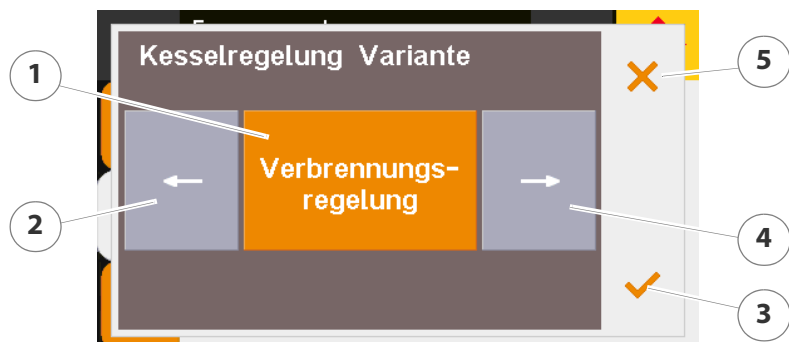 Kesselregelung Variante
1
5
←
Verbrennungs-
regelung
→
2
4
3